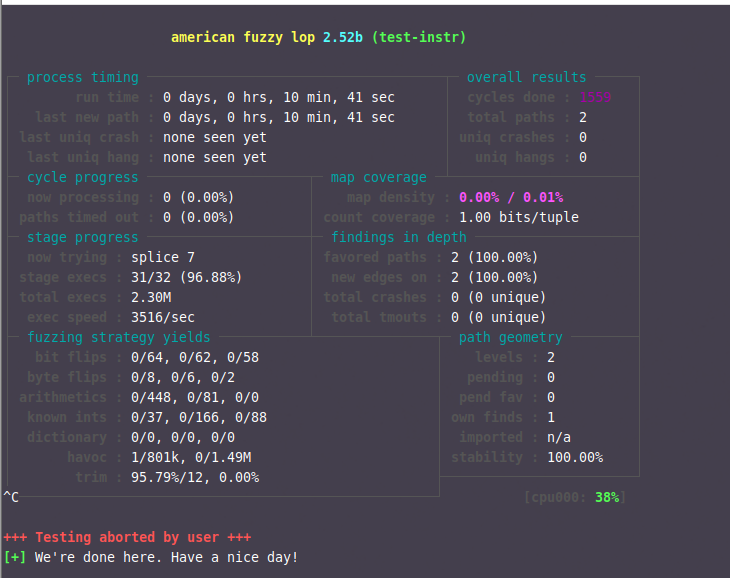 american fuzzy lop 2.52b (test-instr)
process timing overall results
run time : 0 days, 0 hrs, 10 min, 41 sec cycles done : 1559
last new path : 0 days, 0 hrs, 10 min, 41 sec total paths : 2
last uniq crash : none seen yet uniq crashes : 0
last uniq hang : none seen yet uniq hangs : 0
cycle progress map coverage
now processing : 0 (0.00%) map density : 0.00% / 0.01%
paths timed out : 0 (0.00%) count coverage : 1.00 bits/tuple
stage progress findings in depth
now trying : splice 7 favored paths : 2 (100.00%)
stage execs : 31/32 (96.88%) new edges on : 2 (100.00%)
total execs : 2.30M total crashes : 0 (0 unique)
exec speed : 3516/sec total tmouts : 0 (0 unique)
fuzzing strategy yields path geometry
bit flips : 0/64, 0/62, 0/58 levels : 2
byte flips : 0/8, 0/6, 0/2 pending : 0
arithmetics : 0/448, 0/81, 0/0 pend fav : 0
known ints : 0/37, 0/166, 0/88 own finds : 1
dictionary : 0/0, 0/0, 0/0 imported : n/a
havoc : 1/801k, 0/1.49M stability : 100.00%
trim : 95.79%/12, 0.00%
^C [cpu000: 38%]
+++ Testing aborted by user +++
[+] We're done here. Have a nice day!